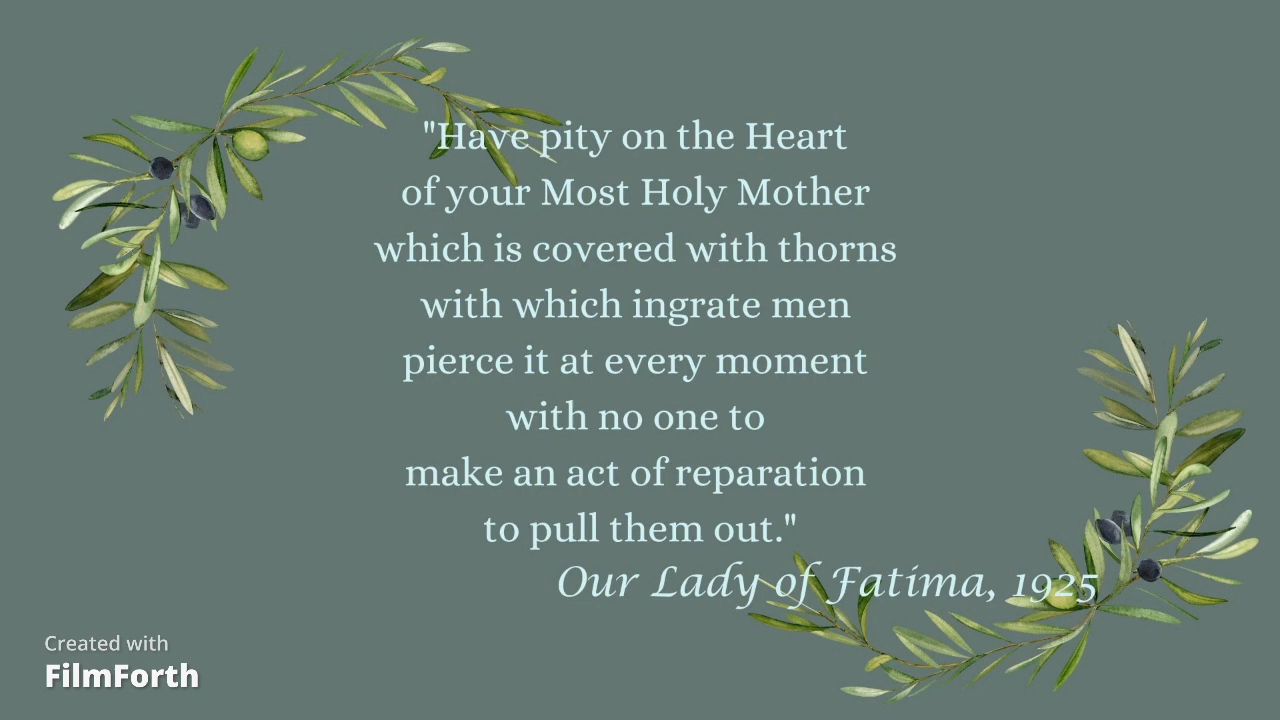 "Have pity on the Heart
of your Most Holy Mother
which is covered with thorns
with which ingrate men
pierce it at every moment
with no one to
make an act of reparation
to pull them out."
Our Lady of Fatima, 1925
Created with
FilmForth